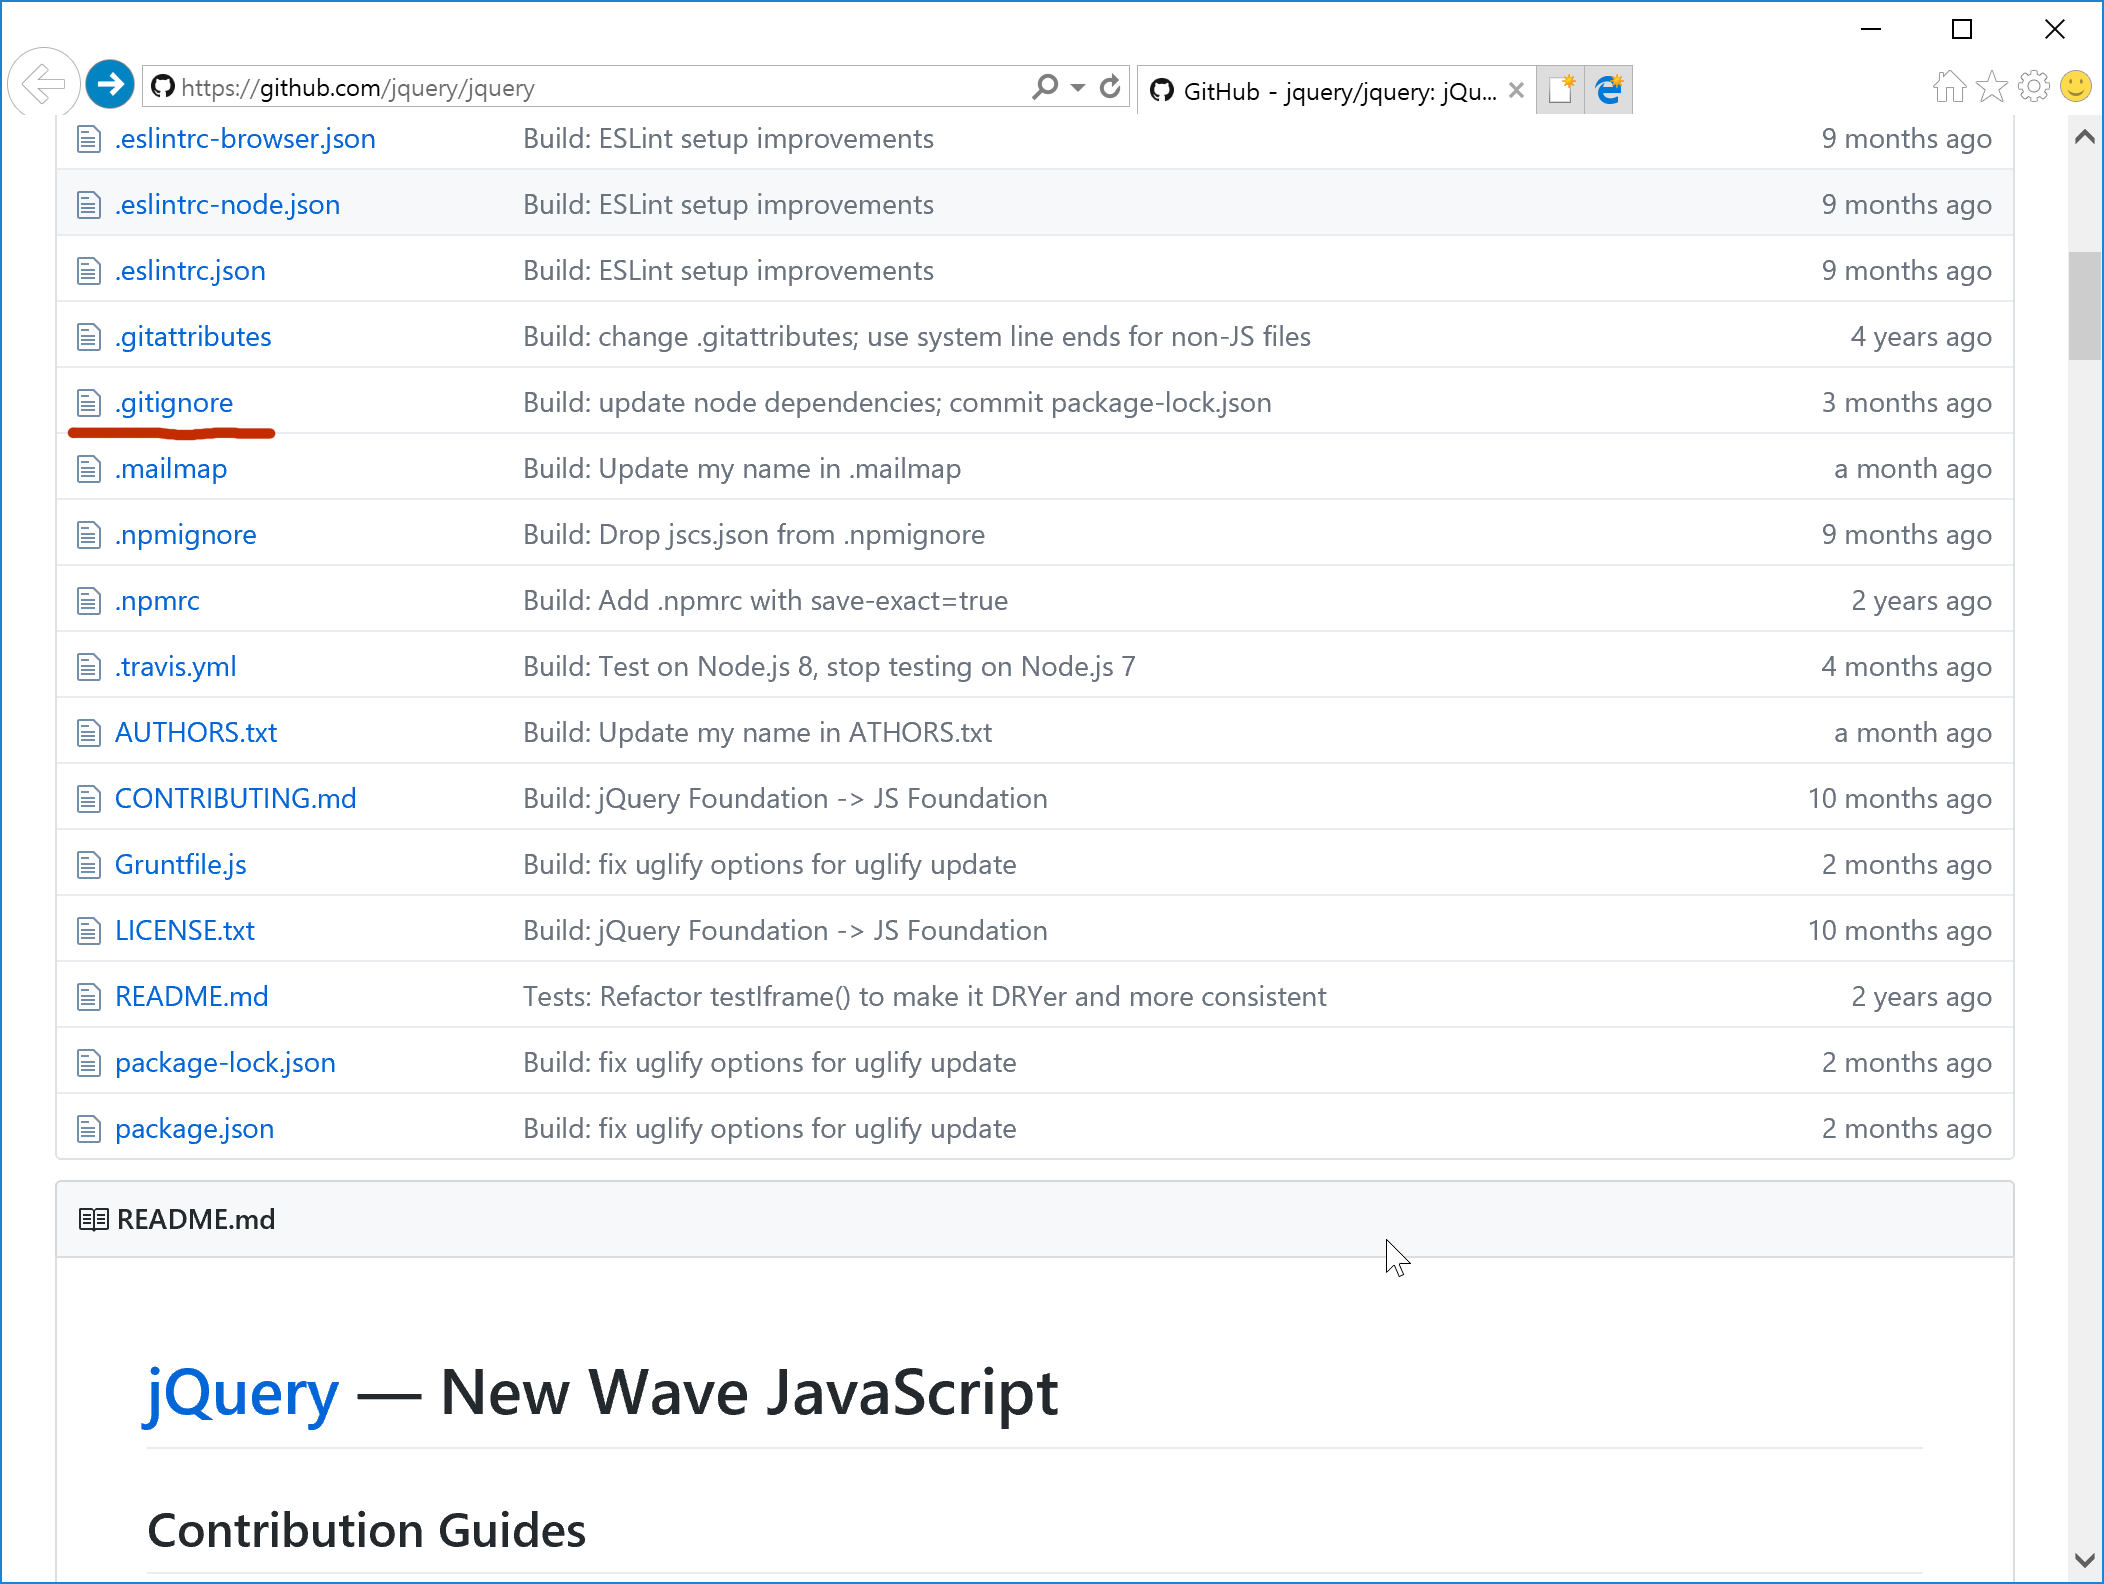 https://github.com/jquery/jquery
GitHub - jquery/jquery: jQu...
.eslintrc-browser.json Build: ESLint setup improvements 9 months ago
.eslintrc-node.json Build: ESLint setup improvements 9 months ago
.eslintrc.json Build: ESLint setup improvements 9 months ago
.gitattributes Build: change .gitattributes; use system line ends for non-JS files 4 years ago
.gitignore Build: update node dependencies; commit package-lock.json 3 months ago
.mailmap Build: Update my name in .mailmap a month ago
.npmignore Build: Drop jscs.json from .npmignore 9 months ago
.npmrc Build: Add .npmrc with save-exact=true 2 years ago
.travis.yml Build: Test on Node.js 8, stop testing on Node.js 7 4 months ago
AUTHORS.txt Build: Update my name in ATHORS.txt a month ago
CONTRIBUTING.md Build: jQuery Foundation -> JS Foundation 10 months ago
Gruntfile.js Build: fix uglify options for uglify update 2 months ago
LICENSE.txt Build: jQuery Foundation -> JS Foundation 10 months ago
README.md Tests: Refactor testIframe() to make it DRYer and more consistent 2 years ago
package-lock.json Build: fix uglify options for uglify update 2 months ago
package.json Build: fix uglify options for uglify update 2 months ago
README.md
jQuery — New Wave JavaScript
Contribution Guides